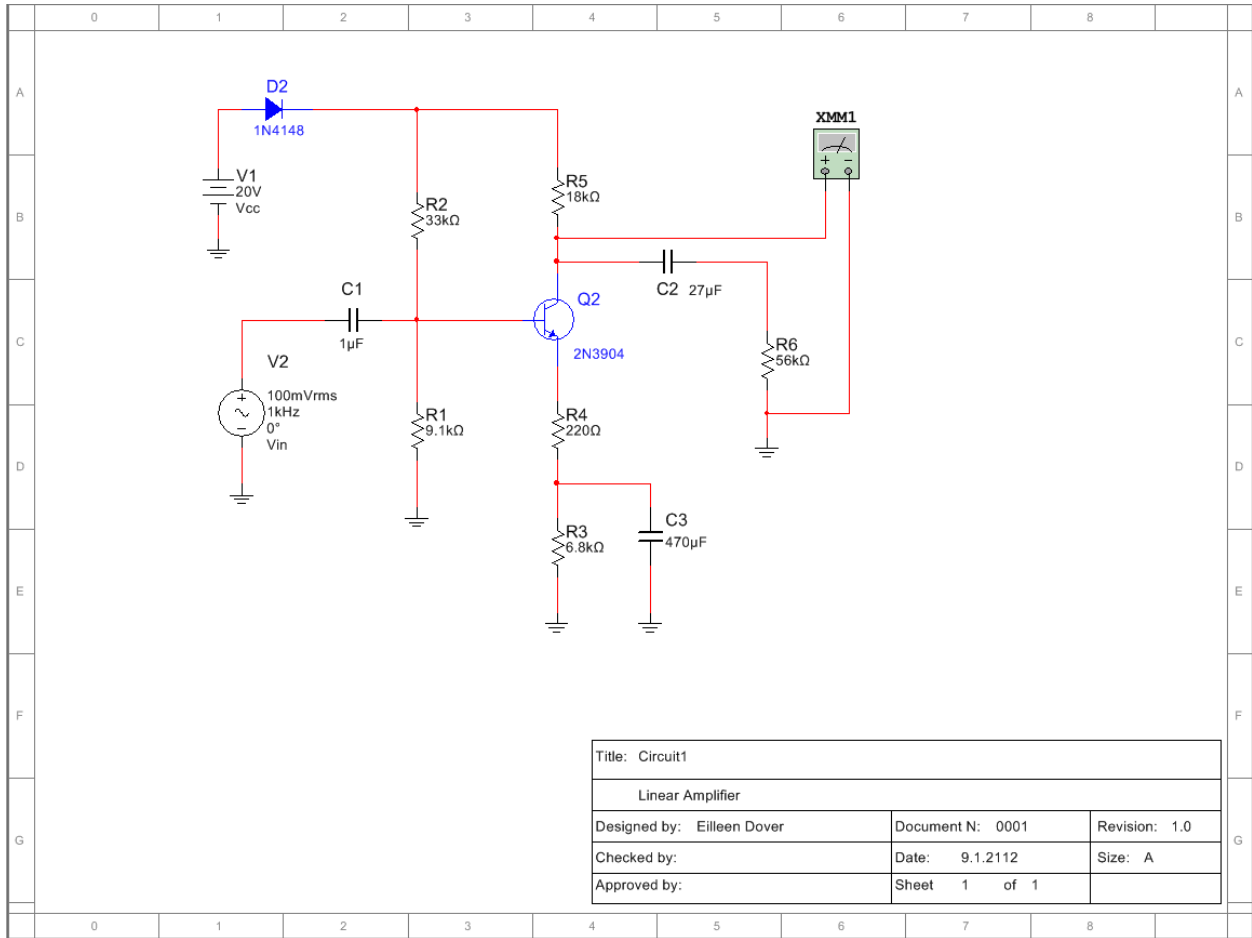 0 1 2 3 4 5 6 7 8
A A
D2
1N4148
XMM1
V1
20V
Vcc
R2
33kΩ
R5
18kΩ
B B
C1
1µF
C2 27µF
Q2
2N3904
C C
V2
100mVrms
1kHz
0°
Vin
R6
56kΩ
R1
9.1kΩ
R4
220Ω
D D
R3
6.8kΩ
C3
470µF
E E
F F
Title: Circuit1
Linear Amplifier
Designed by: Eilleen Dover Document N: 0001 Revision: 1.0
G G
Checked by: Date: 9.1.2112 Size: A
Approved by: Sheet 1 of 1
0 1 2 3 4 5 6 7 8